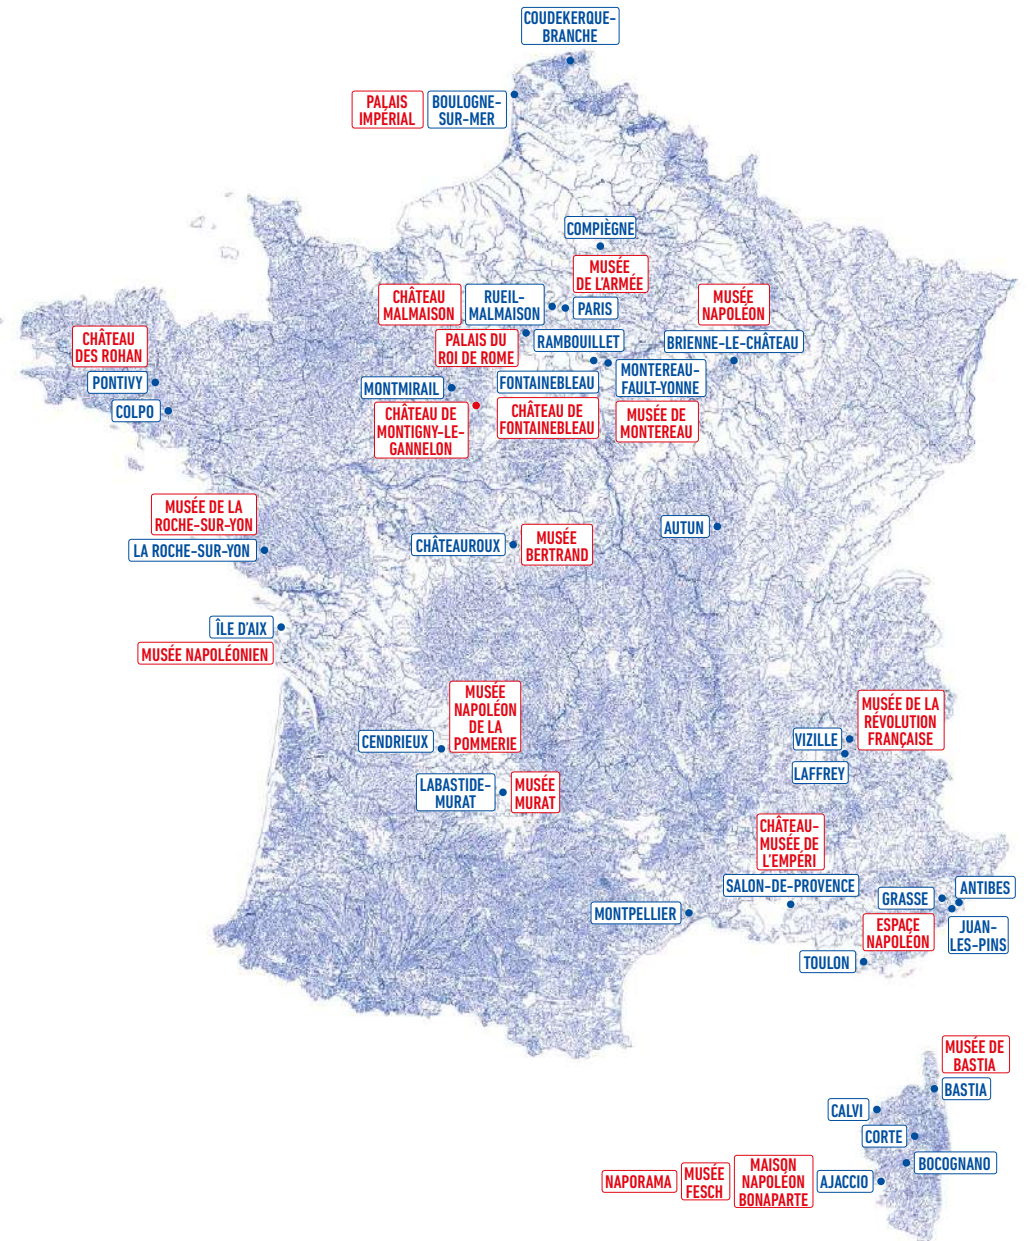 COUDEKERQUE-
BRANCHE
PALAIS
IMPÉRIAL
BOULOGNE-
SUR-MER
COMPIÈGNE
MUSÉE
DE L'ARMÉE
CHÂTEAU
MALMAISON
RUEIL-
MALMAISON
PARIS
MUSÉE
NAPOLÉON
PALAIS DU
ROI DE ROME
RAMBOUILLET
BRIENNE-LE-CHÂTEAU
CHÂTEAU
DES ROHAN
PONTIVY
COLPO
MONTMIRAIL
FONTAINEBLEAU
MONTEREAU-
FAULT-YONNE
CHÂTEAU DE
MONTIGNY-LE-
GANNELON
CHÂTEAU DE
FONTAINEBLEAU
MUSÉE DE
MONTEREAU
MUSÉE DE LA
ROCHE-SUR-YON
LA ROCHE-SUR-YON
CHÂTEAUROUX
MUSÉE
BERTRAND
AUTUN
ÎLE D'AIX
MUSÉE NAPOLÉONIEN
MUSÉE
NAPOLÉON
DE LA
POMMERIE
CENDRIEUX
MUSÉE DE LA
RÉVOLUTION
FRANÇAISE
VIZILLE
LAFFREY
LABASTIDE-
MURAT
MUSÉE
MURAT
CHÂTEAU-
MUSÉE DE
L'EMPÉRI
SALON-DE-PROVENCE
MONTPELLIER
GRASSE
ANTIBES
ESPACE
NAPOLÉON
JUAN-
LES-PINS
TOULON
MUSÉE DE
BASTIA
BASTIA
CALVI
CORTE
BOCOGNANO
NAPORAMA
MUSÉE
FESCH
MAISON
NAPOLÉON
BONAPARTE
AJACCIO